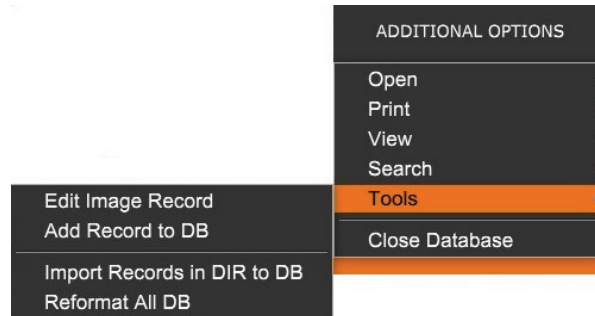 ADDITIONAL OPTIONS
Open
Print
View
Search
Tools
Close Database
Edit Image Record
Add Record to DB
Import Records in DIR to DB
Reformat All DB